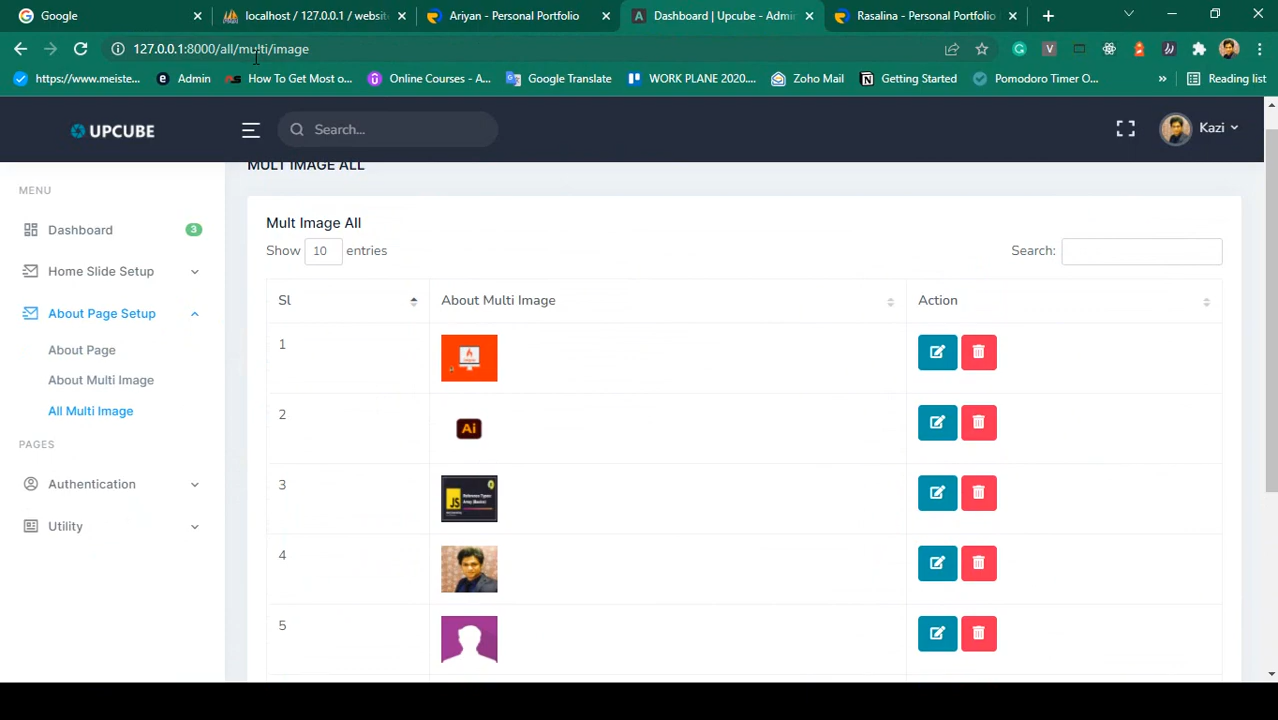 Google
localhost / 127.0.0.1 / websit
Ariyan - Personal Portfolio
Dashboard | Upcube - Admi
Rasalina - Personal Portfolio
127.0.0.1:8000/all/multi/image
https://www.meiste...
Admin
How To Get Most o...
Online Courses - A...
Google Translate
WORK PLANE 2020....
Zoho Mail
Getting Started
Pomodoro Timer O...
»
Reading list
UPCUBE
Search...
Kazi
MULT IMAGE ALL
MENU
Dashboard
3
Home Slide Setup
About Page Setup
About Page
About Multi Image
All Multi Image
PAGES
Authentication
Utility
Mult Image All
Show 10 entries
Search:
Sl
About Multi Image
Action
1
2
Ai
3
JS
4
5